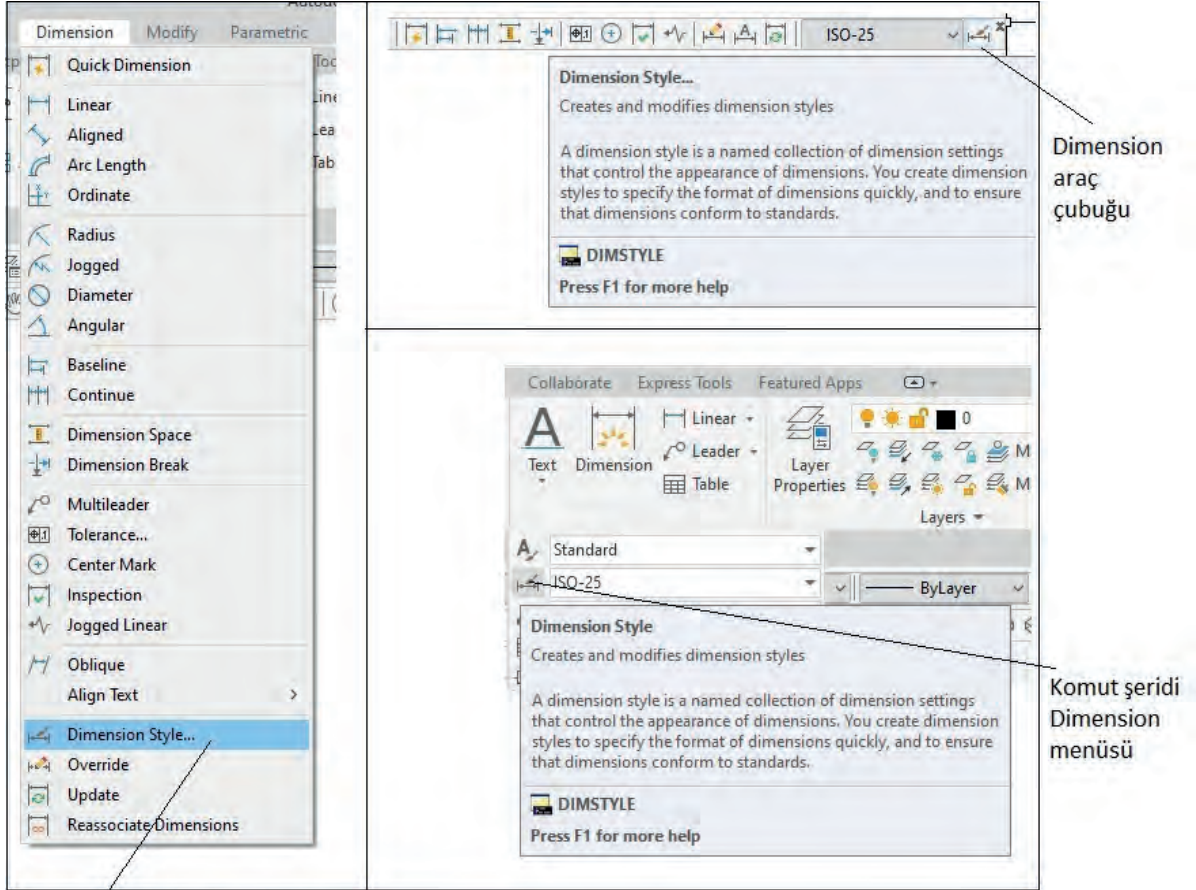 Dimension Modify Parametric
Quick Dimension
Linear
Aligned
Arc Length
Ordinate
Radius
Jogged
Diameter
Angular
Baseline
Continue
Dimension Space
Dimension Break
Multileader
Tolerance...
Center Mark
Inspection
Jogged Linear
Oblique
Align Text
Dimension Style...
Override
Update
Reassociate Dimensions
ISO-25
Dimension Style...
Creates and modifies dimension styles
A dimension style is a named collection of dimension settings
that control the appearance of dimensions. You create dimension
styles to specify the format of dimensions quickly, and to ensure
that dimensions conform to standards.
DIMSTYLE
Press F1 for more help
Dimension
araç
çubuğu
Collaborate Express Tools Featured Apps
Text
Dimension
Linear
Leader
Table
Layer
Properties
0
M
M
Layers
Standard
ISO-25
ByLayer
Dimension Style
Creates and modifies dimension styles
A dimension style is a named collection of dimension settings
that control the appearance of dimensions. You create dimension
styles to specify the format of dimensions quickly, and to ensure
that dimensions conform to standards.
DIMSTYLE
Press F1 for more help
Komut şeridi
Dimension
menüsü